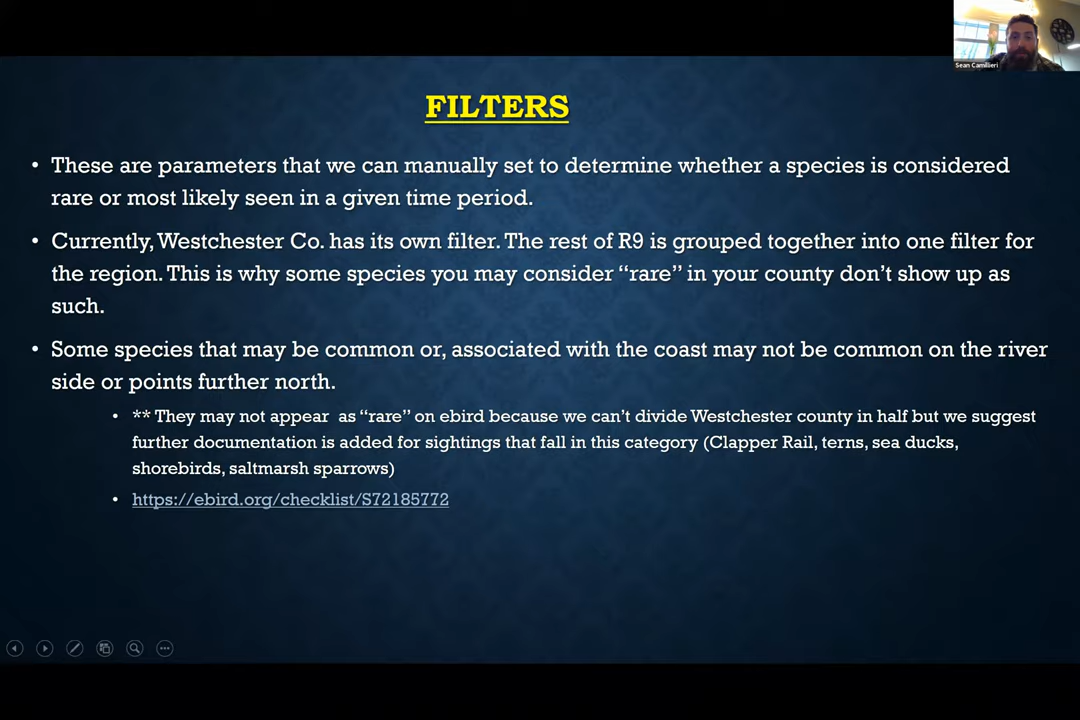 Sean Camilleri
FILTERS
• These are parameters that we can manually set to determine whether a species is considered
rare or most likely seen in a given time period.
• Currently, Westchester Co. has its own filter. The rest of R9 is grouped together into one filter for
the region. This is why some species you may consider “rare” in your county don’t show up as
such.
• Some species that may be common or, associated with the coast may not be common on the river
side or points further north.
• ** They may not appear as “rare” on ebird because we can’t divide Westchester county in half but we suggest
further documentation is added for sightings that fall in this category (Clapper Rail, terns, sea ducks,
shorebirds, saltmarsh sparrows)
• https://ebird.org/checklist/S72185772